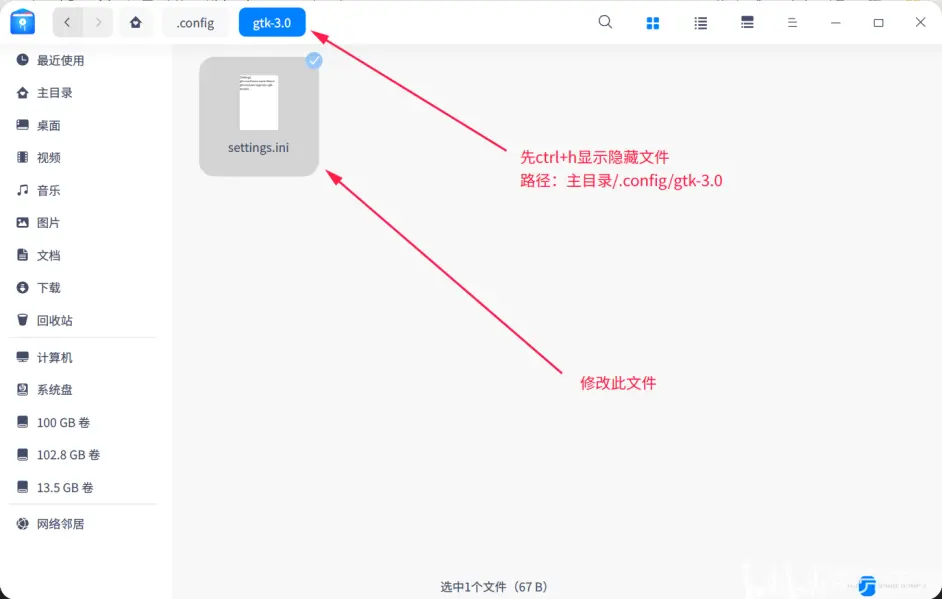 .config
gtk-3.0
最近使用
主目录
桌面
视频
音乐
图片
文档
下载
回收站
计算机
系统盘
100 GB 卷
102.8 GB 卷
13.5 GB 卷
网络邻居
settings.ini
先ctrl+h显示隐藏文件
路径：主目录/.config/gtk-3.0
修改此文件
选中1个文件（67 B）